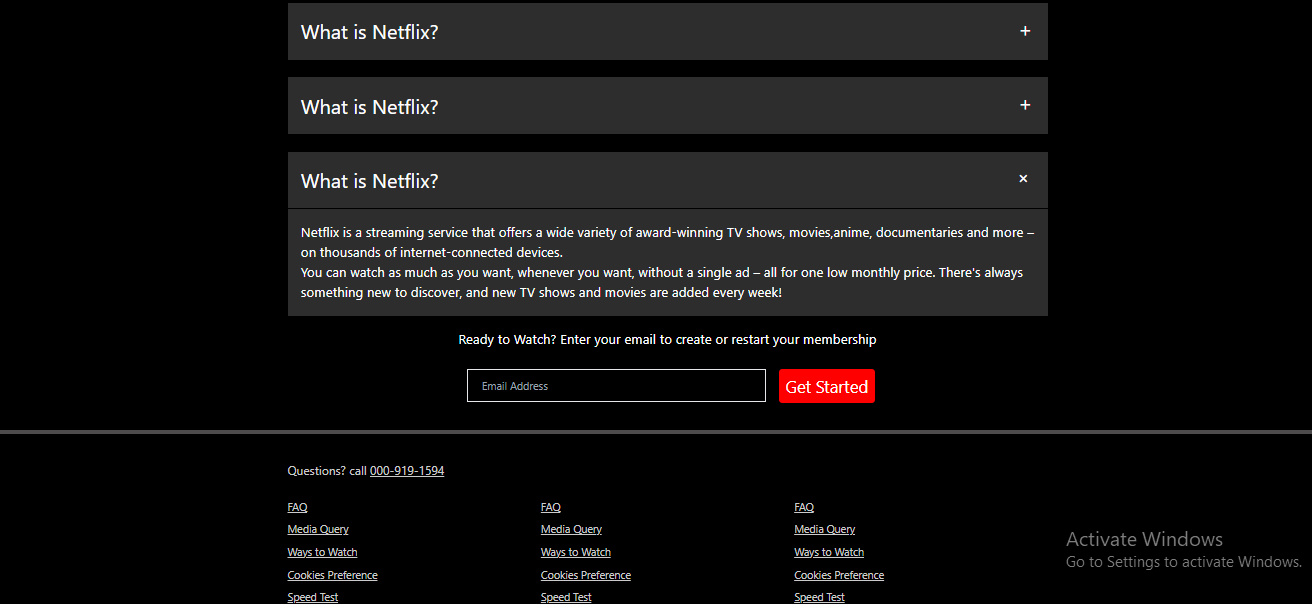 What is Netflix? +
What is Netflix? +
What is Netflix? ×
Netflix is a streaming service that offers a wide variety of award-winning TV shows, movies,anime, documentaries and more –
on thousands of internet-connected devices.
You can watch as much as you want, whenever you want, without a single ad – all for one low monthly price. There's always
something new to discover, and new TV shows and movies are added every week!
Ready to Watch? Enter your email to create or restart your membership
Email Address Get Started
Questions? call 000-919-1594
FAQ FAQ FAQ
Media Query Media Query Media Query
Ways to Watch Ways to Watch Ways to Watch
Cookies Preference Cookies Preference Cookies Preference
Speed Test Speed Test Speed Test
Activate Windows
Go to Settings to activate Windows.